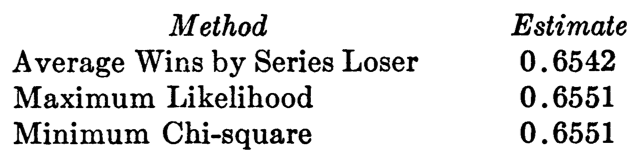 Method Estimate
Average Wins by Series Loser 0.6542
Maximum Likelihood 0.6551
Minimum Chi-square 0.6551